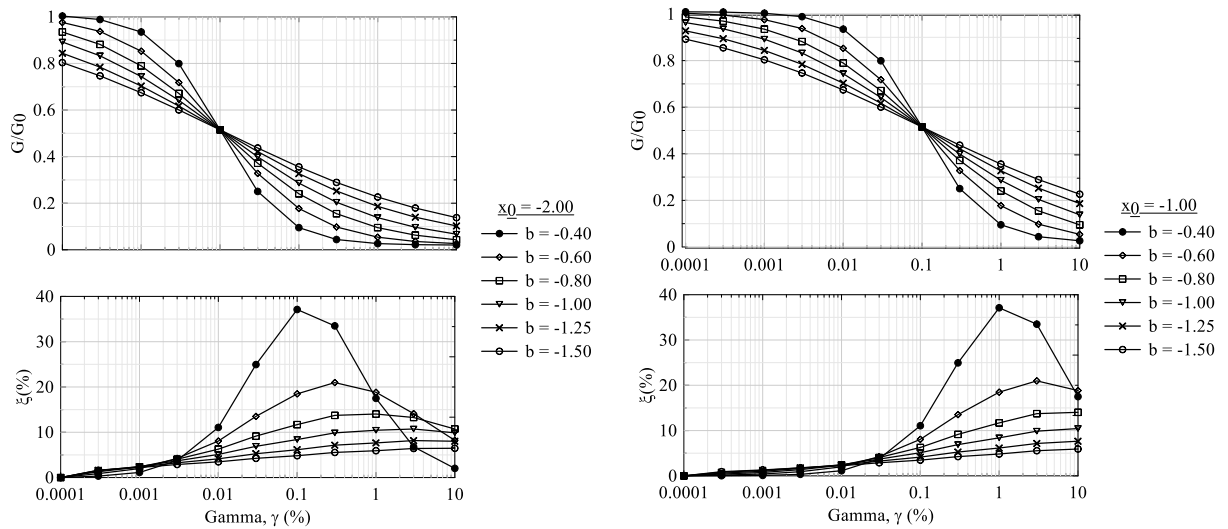 1
0.8
0.6
0.4
0.2
0
G/G0
x0 = -2.00
b = -0.40
b = -0.60
b = -0.80
b = -1.00
b = -1.25
b = -1.50
40
30
20
10
0
ξ(%)
0.0001 0.001 0.01 0.1 1 10
Gamma, γ (%)
1
0.8
0.6
0.4
0.2
0
G/G0
0.0001 0.001 0.01 0.1 1 10
x0 = -1.00
b = -0.40
b = -0.60
b = -0.80
b = -1.00
b = -1.25
b = -1.50
40
30
20
10
0
ξ(%)
0.0001 0.001 0.01 0.1 1 10
Gamma, γ (%)